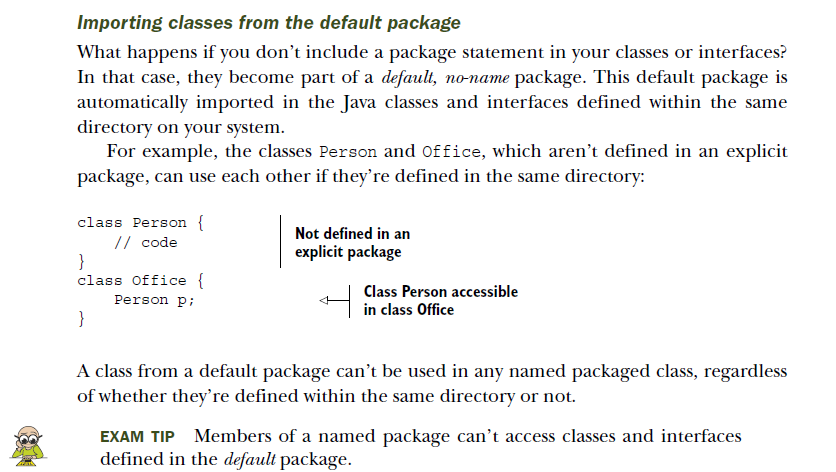 Importing classes from the default package
What happens if you don't include a package statement in your classes or interfaces?
In that case, they become part of a default, no-name package. This default package is
automatically imported in the Java classes and interfaces defined within the same
directory on your system.
For example, the classes Person and Office, which aren't defined in an explicit
package, can use each other if they're defined in the same directory:
class Person {
// code
}
class Office {
Person p;
}
Not defined in an
explicit package
Class Person accessible
in class Office
A class from a default package can't be used in any named packaged class, regardless
of whether they're defined within the same directory or not.
EXAM TIP Members of a named package can't access classes and interfaces
defined in the default package.